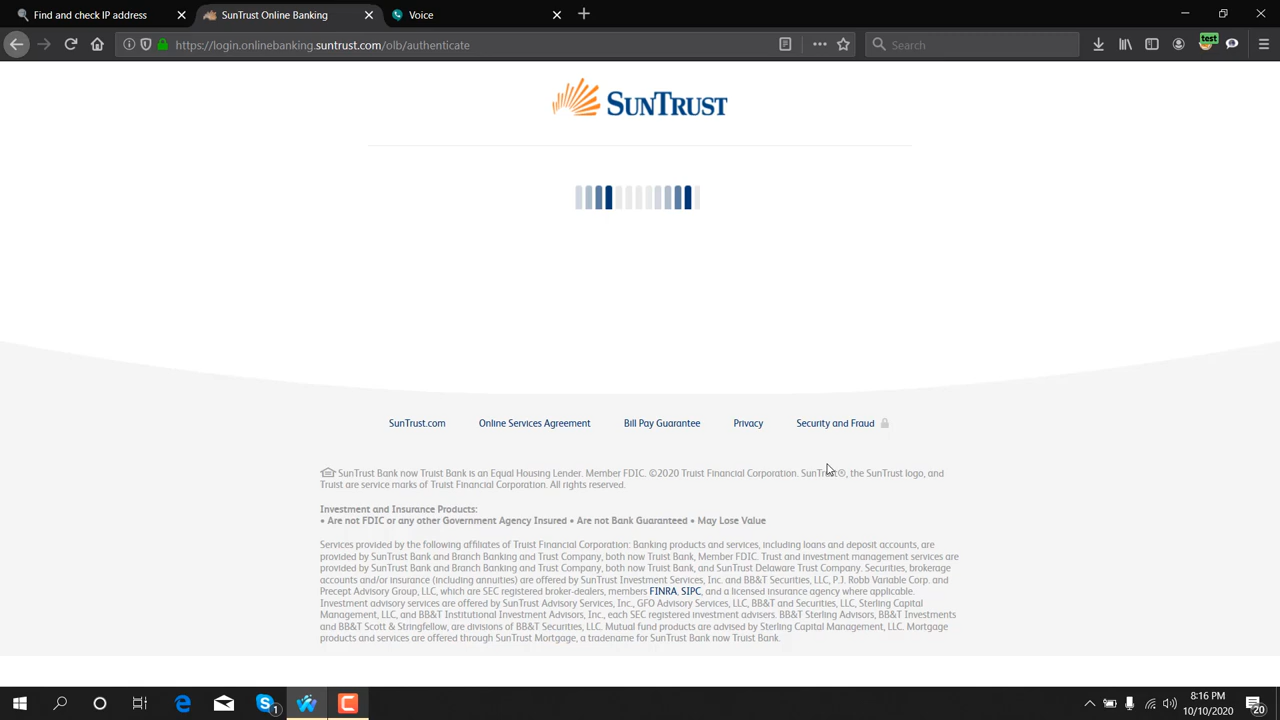 Find and check IP address
SunTrust Online Banking
Voice
https://login.onlinebanking.suntrust.com/olb/authenticate
Search
test
SUNTRUST
SunTrust.com
Online Services Agreement
Bill Pay Guarantee
Privacy
Security and Fraud
SunTrust Bank now Truist Bank is an Equal Housing Lender. Member FDIC. ©2020 Truist Financial Corporation. SunTrust®, the SunTrust logo, and
Truist are service marks of Truist Financial Corporation. All rights reserved.
Investment and Insurance Products:
• Are not FDIC or any other Government Agency Insured • Are not Bank Guaranteed • May Lose Value
Services provided by the following affiliates of Truist Financial Corporation: Banking products and services, including loans and deposit accounts, are
provided by SunTrust Bank and Branch Banking and Trust Company, both now Truist Bank, Member FDIC. Trust and investment management services are
provided by SunTrust Bank and Branch Banking and Trust Company, both now Truist Bank, and SunTrust Delaware Trust Company. Securities, brokerage
accounts and/or insurance (including annuities) are offered by SunTrust Investment Services, Inc. and BB&T Securities, LLC, P.J. Robb Variable Corp. and
Precept Advisory Group, LLC, which are SEC registered broker-dealers, members FINRA, SIPC, and a licensed insurance agency where applicable.
Investment advisory services are offered by SunTrust Advisory Services, Inc., GFO Advisory Services, LLC, BB&T and Securities, LLC, Sterling Capital
Management, LLC, and BB&T Institutional Investment Advisors, Inc., each SEC registered investment advisers. BB&T Sterling Advisors, BB&T Investments
and BB&T Scott & Stringfellow, are divisions of BB&T Securities, LLC. Mutual fund products are advised by Sterling Capital Management, LLC. Mortgage
products and services are offered through SunTrust Mortgage, a tradename for SunTrust Bank now Truist Bank.
1
8:16 PM
10/10/2020
20